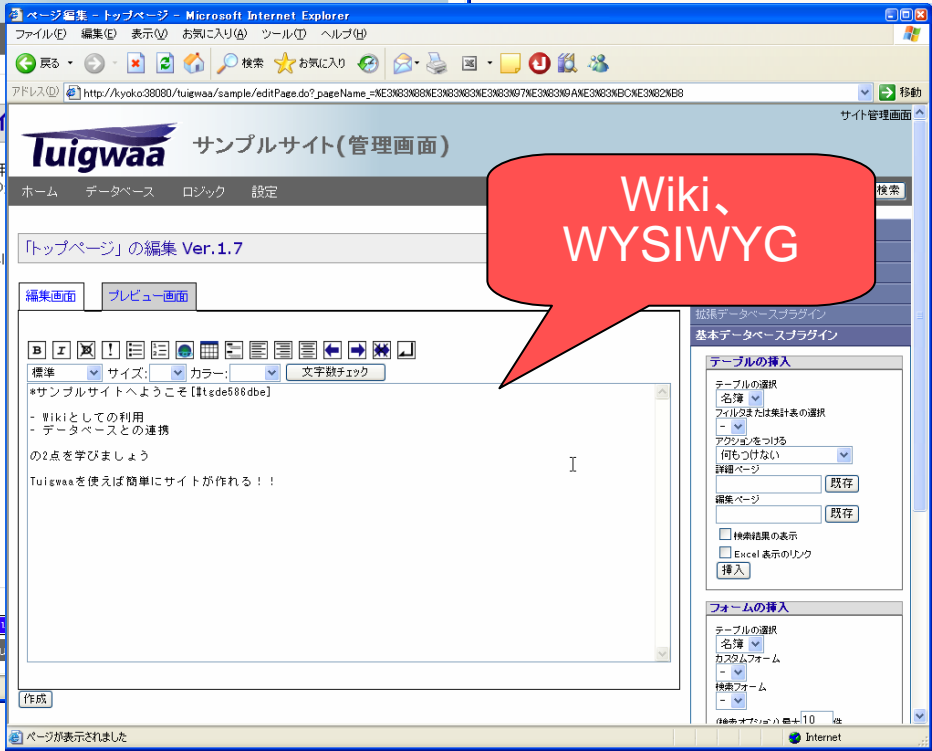 ページ編集 - トップページ - Microsoft Internet Explorer
ファイル(F) 編集(E) 表示(V) お気に入り(A) ツール(T) ヘルプ(H)
戻る 検索 お気に入り
アドレス(D) http://kyoko:38080/tuigwaa/sample/editPage.do?_pageName_=%E3%83%88%E3%83%83%E3%83%97%E3%83%9A%E3%83%BC%E3%82%B8 移動
サイト管理画面
Tuigwaa サンプルサイト(管理画面)
ホーム データベース ロジック 設定 検索
Wiki、
WYSIWYG
「トップページ」の編集 Ver.1.7
編集画面 プレビュー画面
標準 サイズ: カラー: 文字数チェック
*サンプルサイトへようこそ[#tgde586dbe]
- Wikiとしての利用
- データベースとの連携
の2点を学びましょう
Tuigwaaを使えば簡単にサイトが作れる！！
作成
拡張データベースプラグイン
基本データベースプラグイン
テーブルの挿入
テーブルの選択
名簿
フィルタまたは集計表の選択
-
アクションをつける
何もつけない
詳細ページ
既存
編集ページ
既存
検索結果の表示
Excel 表示のリンク
挿入
フォームの挿入
テーブルの選択
名簿
カスタムフォーム
-
検索フォーム
-
(検索オプション) 最大 10 件
ページが表示されました Internet